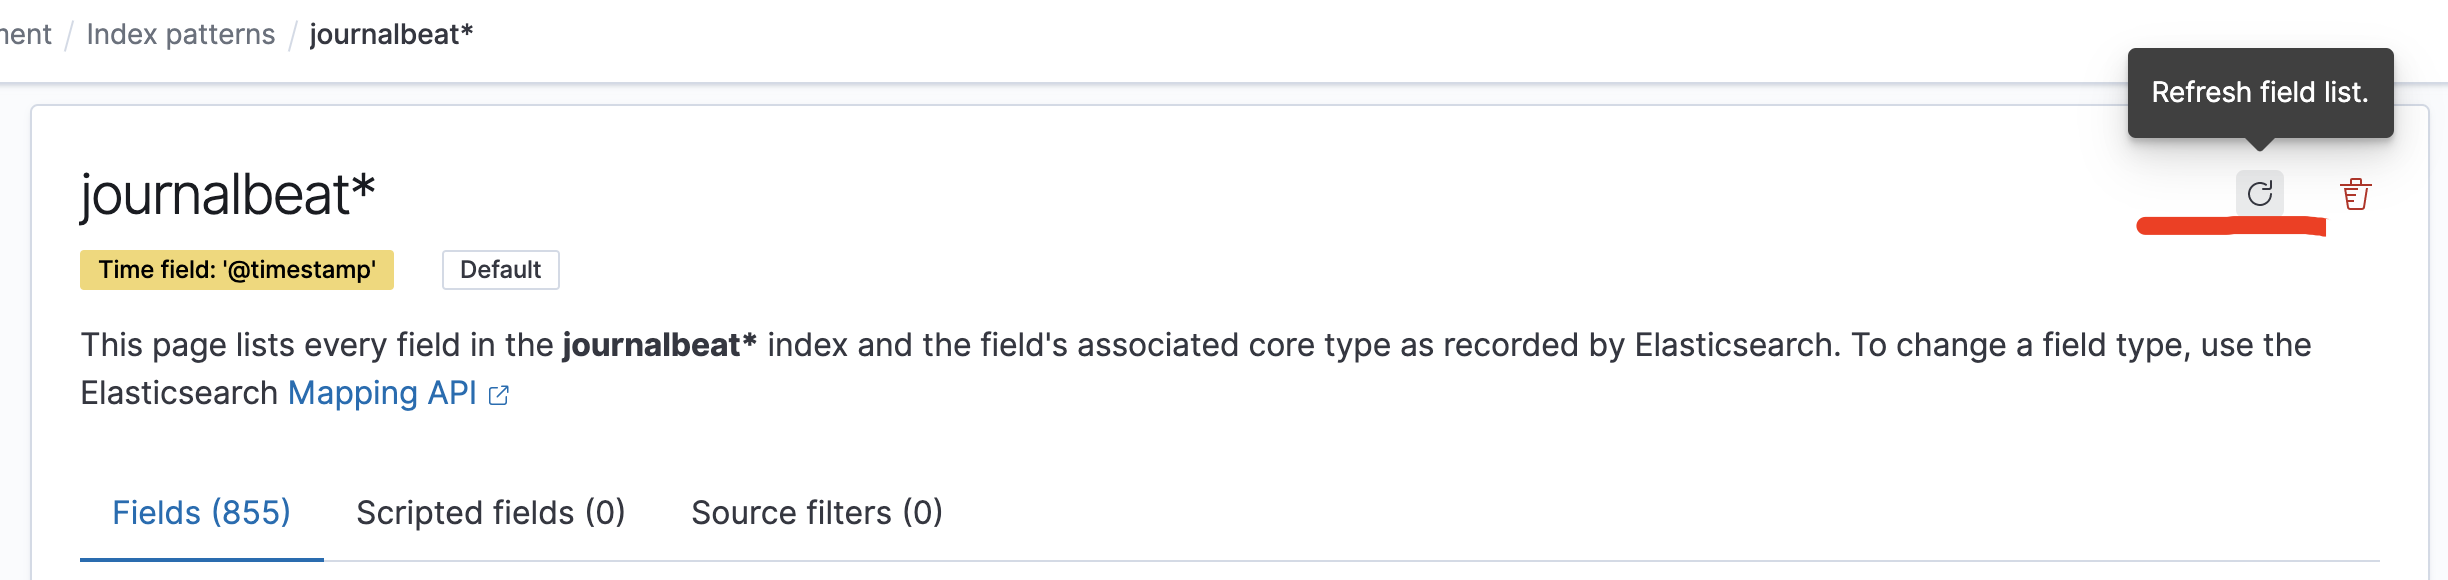 / Index patterns / journalbeat*
Refresh field list.
journalbeat*
Time field: '@timestamp' Default
This page lists every field in the journalbeat* index and the field's associated core type as recorded by Elasticsearch. To change a field type, use the
Elasticsearch Mapping API
Fields (855) Scripted fields (0) Source filters (0)